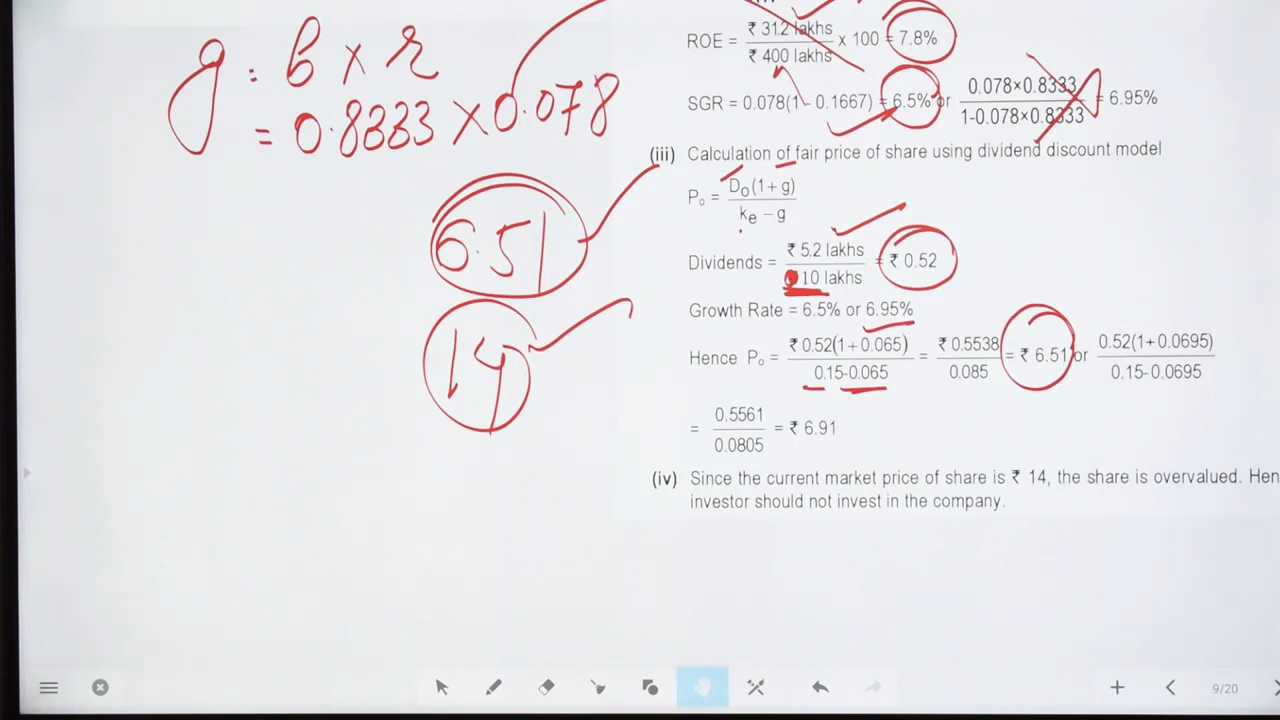 g = b × r
= 0.8333 × 0.078
6.51
14
ROE = ₹ 31.2 lakhs / ₹ 400 lakhs x 100 = 7.8%
SGR = 0.078(1 - 0.1667) = 6.5% or 0.078×0.8333 / 1-0.078×0.8333 = 6.95%
(iii) Calculation of fair price of share using dividend discount model
Po = Do(1+g) / ke – g
Dividends = ₹ 5.2 lakhs / 10 lakhs = ₹ 0.52
Growth Rate = 6.5% or 6.95%
Hence Po = ₹ 0.52(1+0.065) / 0.15-0.065 = ₹ 0.5538 / 0.085 = ₹ 6.51 or 0.52(1+0.0695) / 0.15-0.0695
= 0.5561 / 0.0805 = ₹ 6.91
(iv) Since the current market price of share is ₹ 14, the share is overvalued. Hen
investor should not invest in the company.
9/20